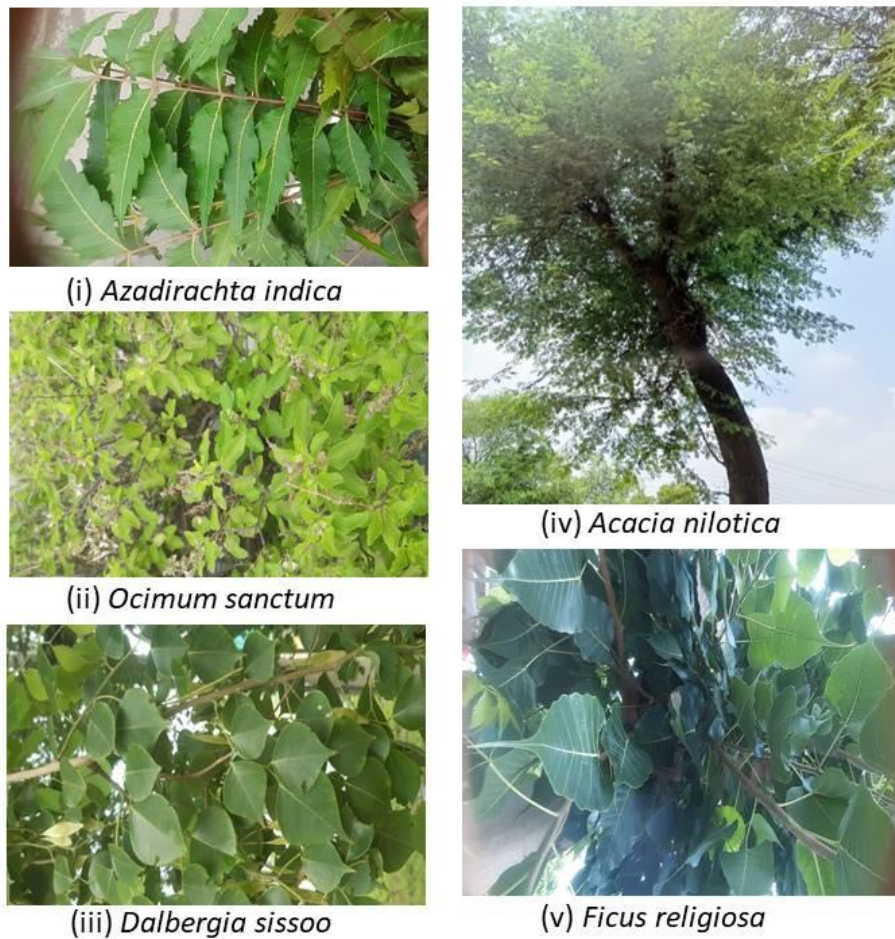 (i) Azadirachta indica
(ii) Ocimum sanctum
(iii) Dalbergia sissoo
(iv) Acacia nilotica
(v) Ficus religiosa